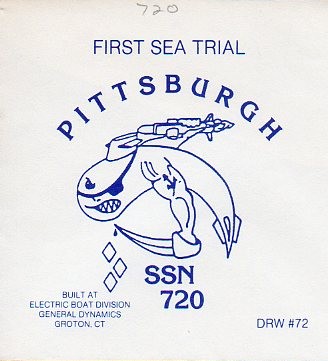 720
FIRST SEA TRIAL
PITTSBURGH
SSN
720
BUILT AT
ELECTRIC BOAT DIVISION
GENERAL DYNAMICS
GROTON, CT
DRW #72